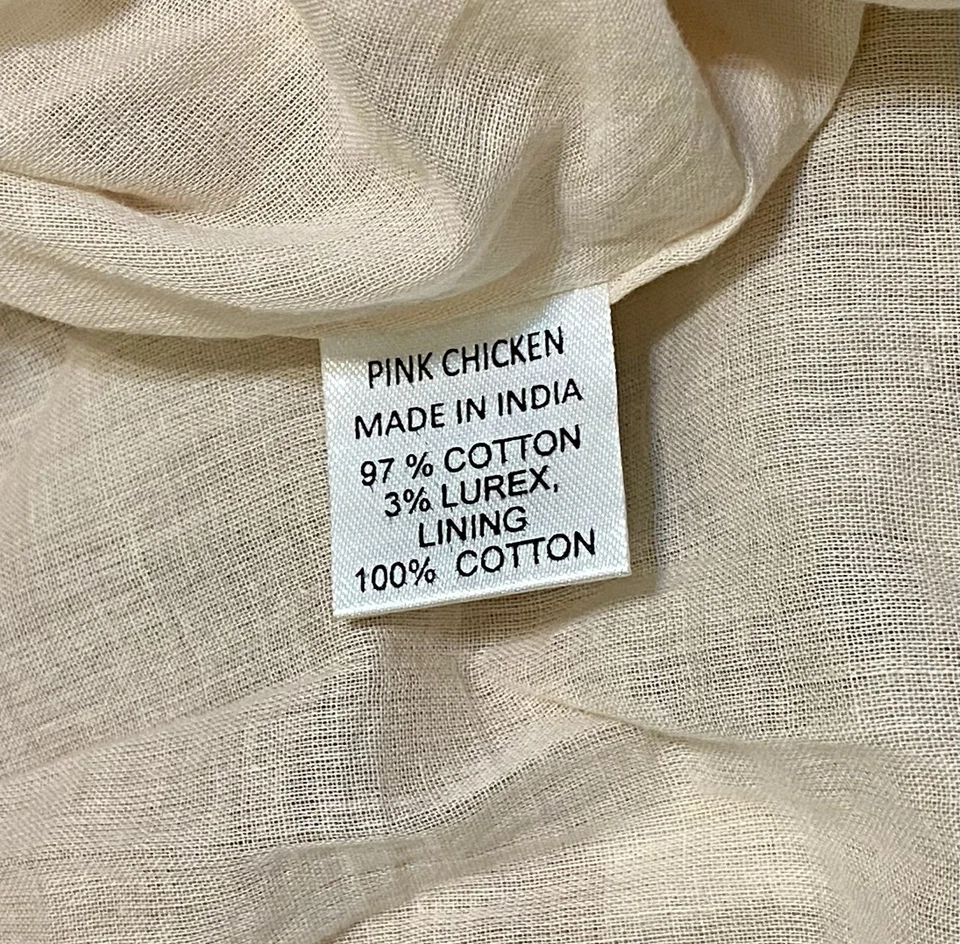 PINK CHICKEN
MADE IN INDIA
97 % COTTON
3% LUREX,
LINING
100% COTTON